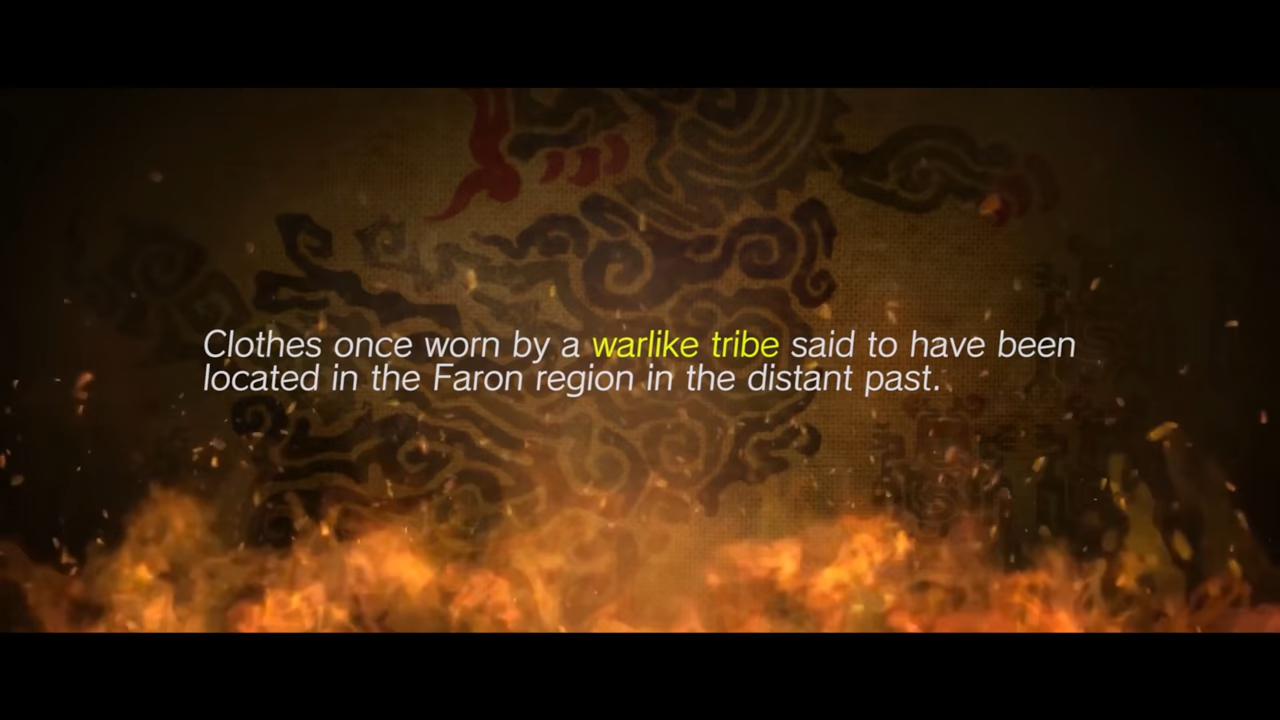 Clothes once worn by a warlike tribe said to have been
located in the Faron region in the distant past.